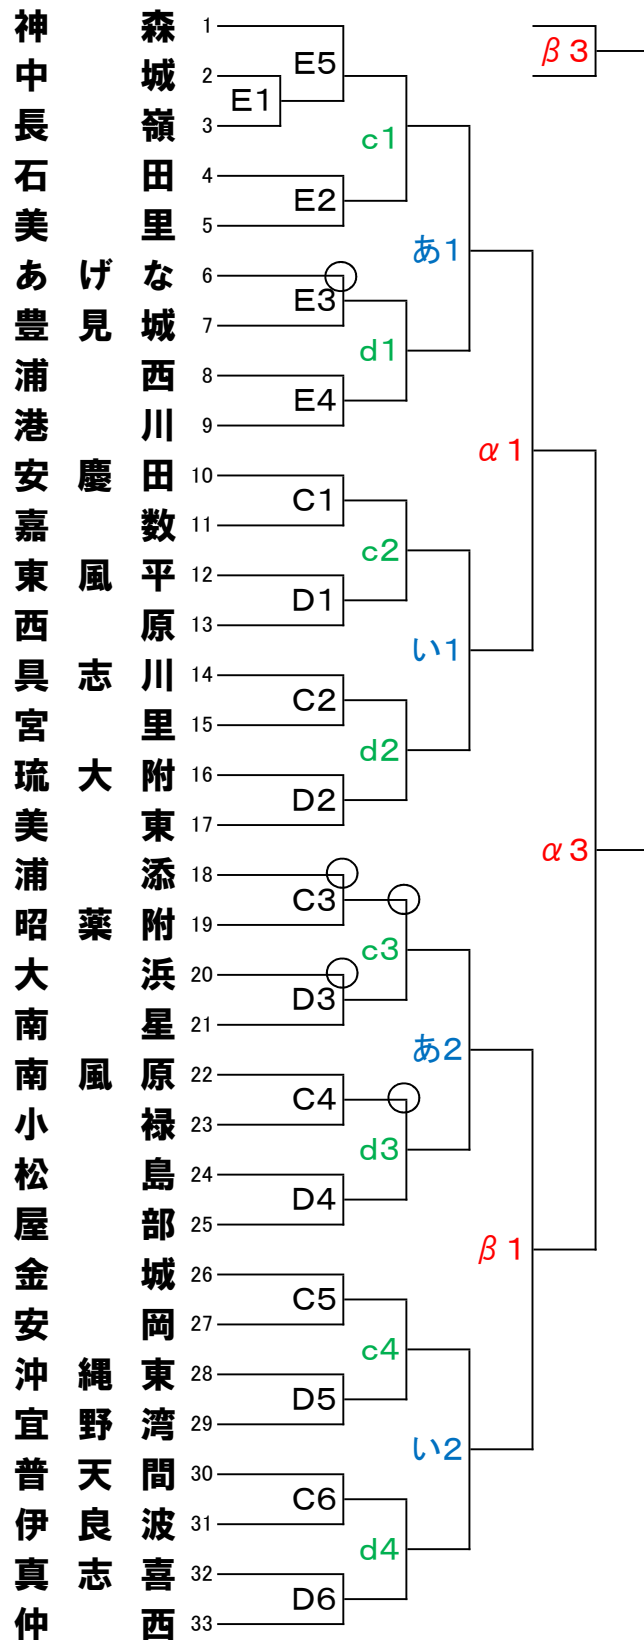 神森 1
β3
中城 2
E5
E1
長嶺 3
c1
石田 4
E2
美里 5
あ1
あげな 6
E3
豊見城 7
d1
浦西 8
E4
港川 9
α1
安慶田 10
C1
嘉数 11
c2
東風平 12
D1
西原 13
い1
具志川 14
C2
宮里 15
d2
琉大附 16
D2
美東 17
α3
浦添 18
C3
昭薬附 19
c3
大浜 20
D3
南星 21
あ2
南風原 22
C4
小禄 23
d3
松島 24
D4
屋部 25
β1
金城 26
C5
安岡 27
c4
沖縄東 28
D5
宜野湾 29
い2
普天間 30
C6
伊良波 31
d4
真志喜 32
D6
仲西 33